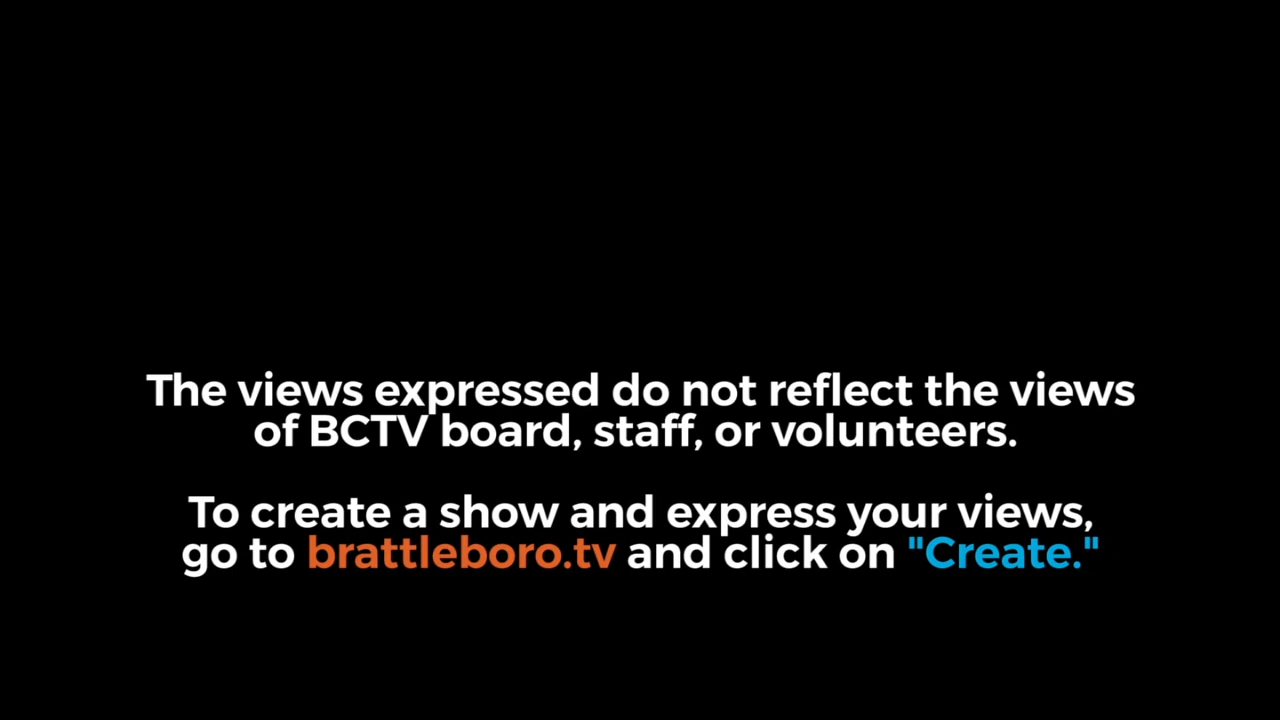 The views expressed do not reflect the views
of BCTV board, staff, or volunteers.
To create a show and express your views,
go to brattleboro.tv and click on "Create."